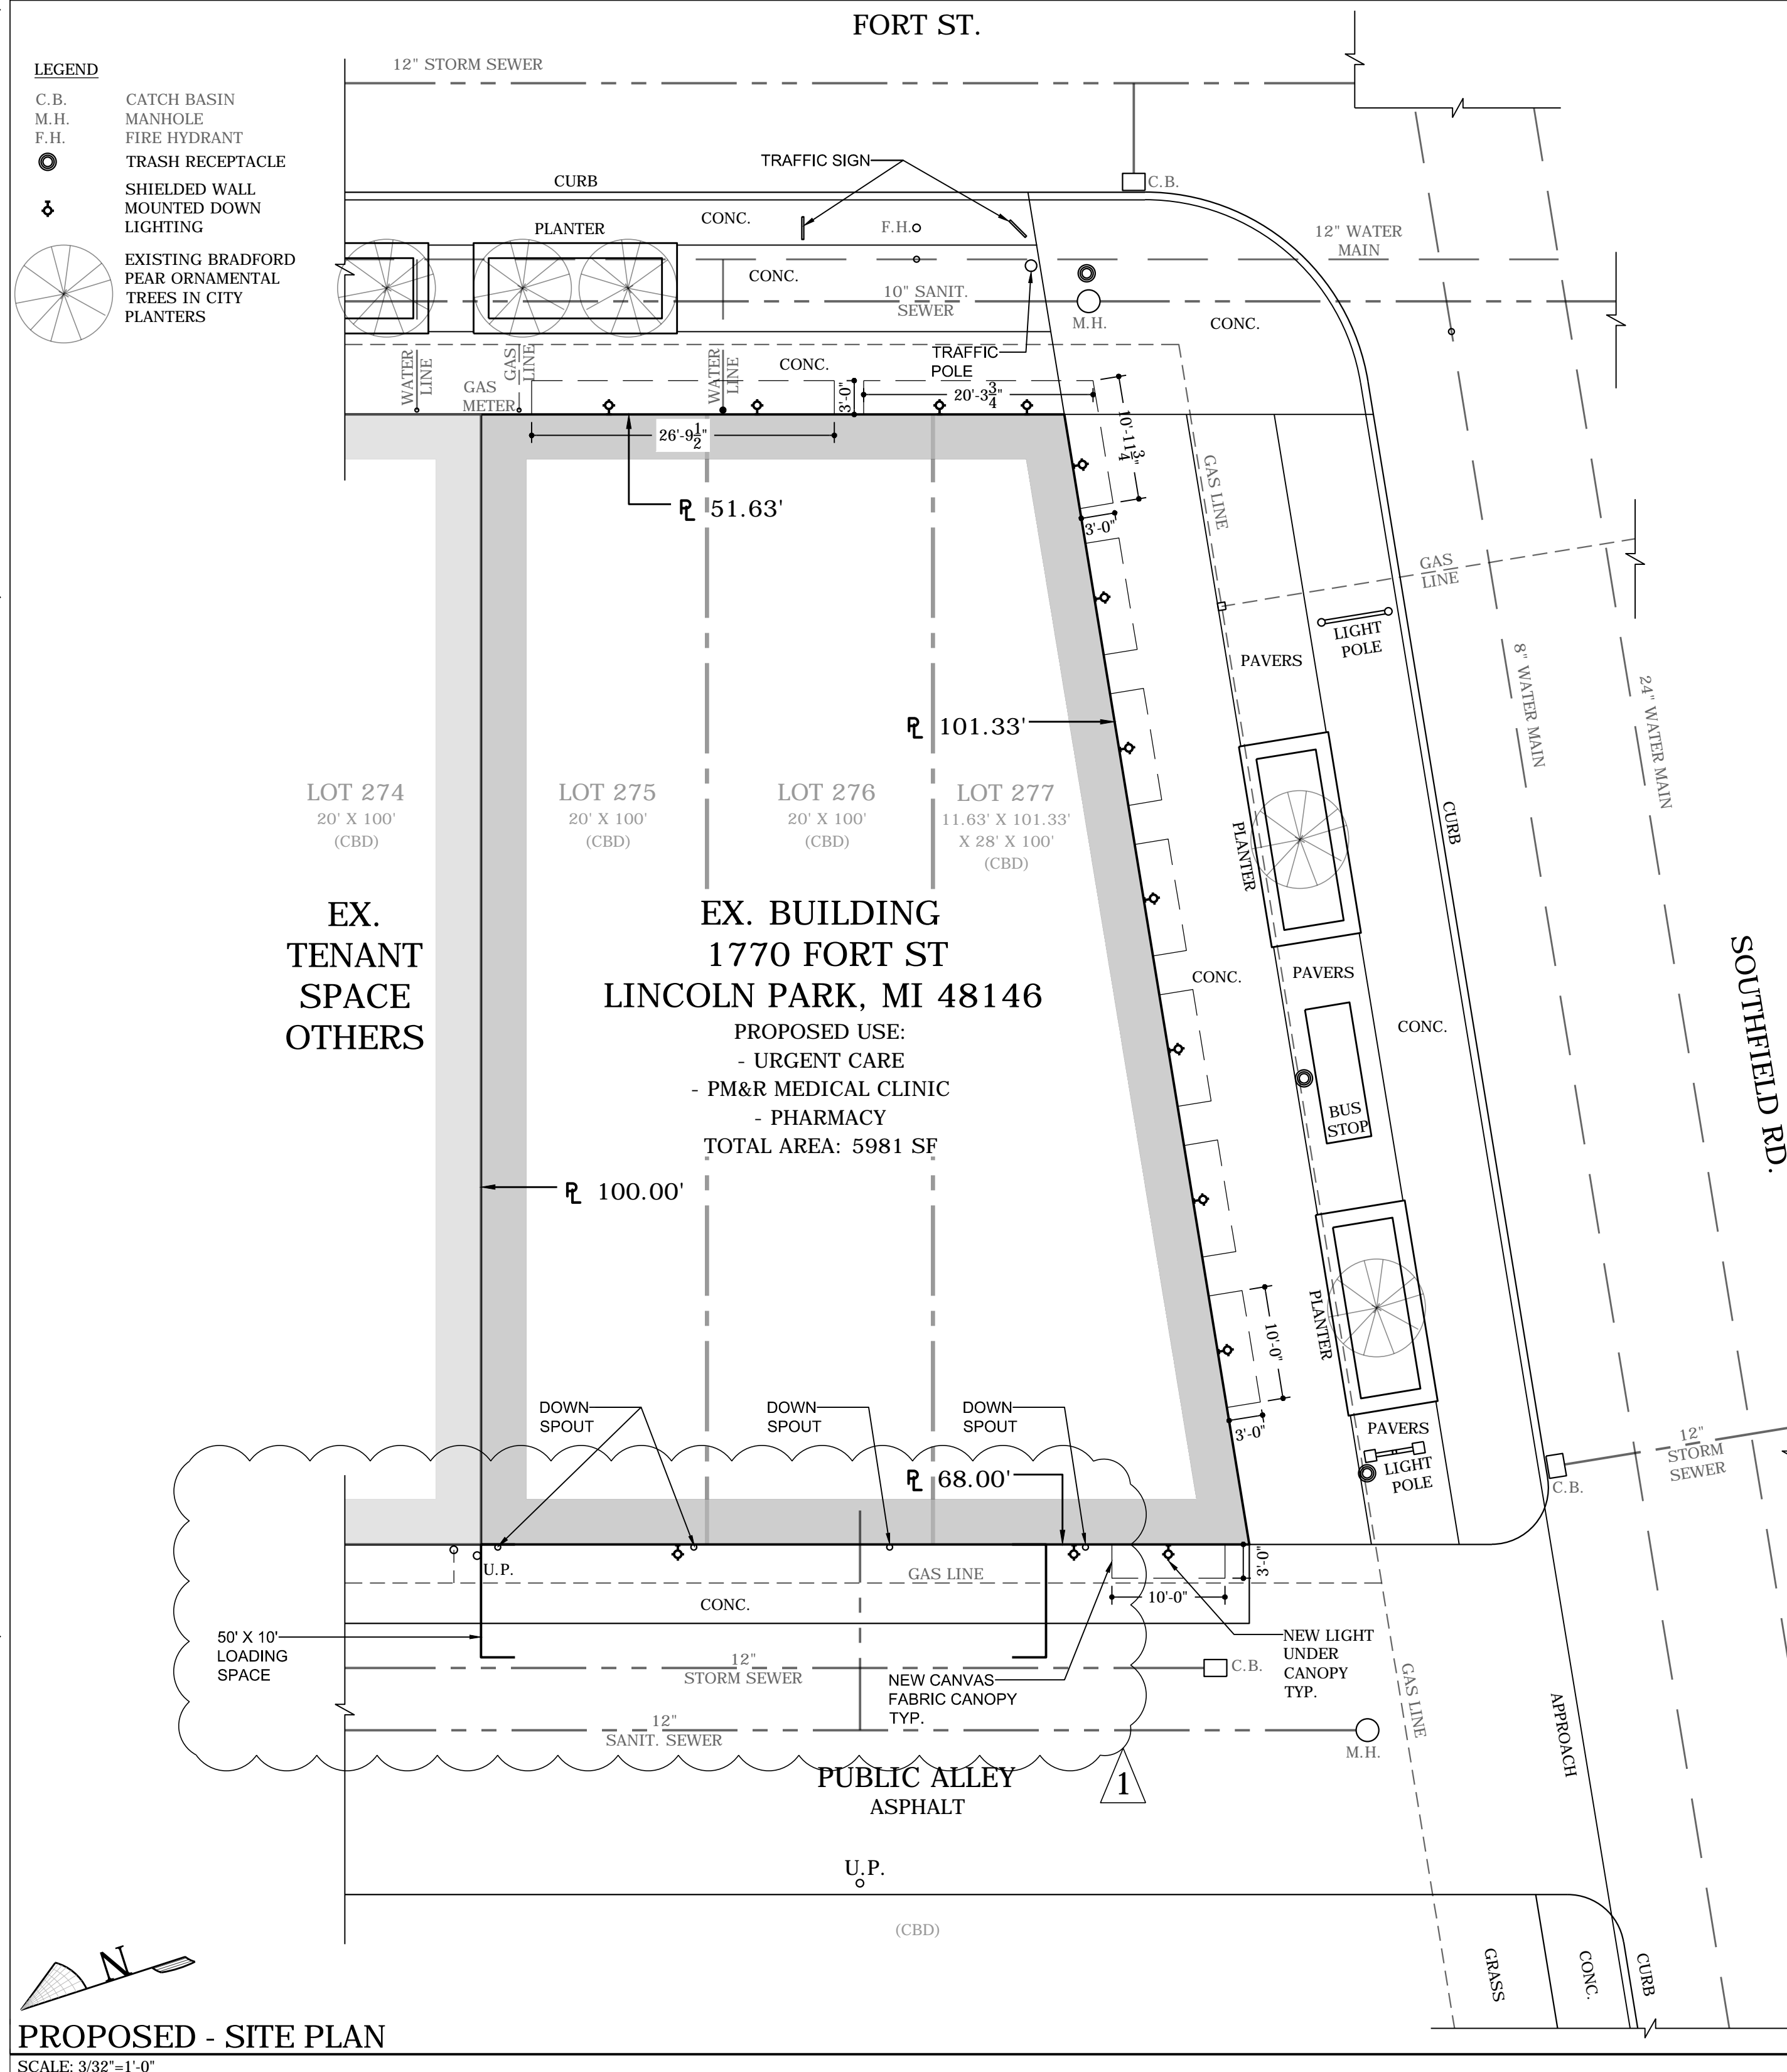 FORT ST.
LEGEND
C.B. CATCH BASIN
M.H. MANHOLE
F.H. FIRE HYDRANT
TRASH RECEPTACLE
SHIELDED WALL
MOUNTED DOWN
LIGHTING
EXISTING BRADFORD
PEAR ORNAMENTAL
TREES IN CITY
PLANTERS
12" STORM SEWER
TRAFFIC SIGN
C.B.
CURB
PLANTER
CONC.
F.H.
12" WATER
MAIN
CONC.
10" SANIT.
SEWER
M.H.
CONC.
WATER
LINE
GAS
LINE
GAS
METER
WATER
LINE
CONC.
TRAFFIC
POLE
3'-0"
20'-3 3/4"
10'-11 3/4"
26'-9 1/2"
℄ 51.63'
3'-0"
GAS LINE
GAS
LINE
LIGHT
POLE
PAVERS
8" WATER MAIN
24" WATER MAIN
℄ 101.33'
LOT 274
20' X 100'
(CBD)
LOT 275
20' X 100'
(CBD)
LOT 276
20' X 100'
(CBD)
LOT 277
11.63' X 101.33'
X 28' X 100'
(CBD)
PLANTER
CURB
EX.
TENANT
SPACE
OTHERS
EX. BUILDING
1770 FORT ST
LINCOLN PARK, MI 48146
PROPOSED USE:
- URGENT CARE
- PM&R MEDICAL CLINIC
- PHARMACY
TOTAL AREA: 5981 SF
CONC.
PAVERS
CONC.
SOUTHFIELD RD.
BUS
STOP
℄ 100.00'
PLANTER
10'-0"
3'-0"
DOWN
SPOUT
DOWN
SPOUT
DOWN
SPOUT
PAVERS
LIGHT
POLE
12"
STORM
SEWER
C.B.
℄ 68.00'
U.P.
GAS LINE
3'-0"
CONC.
10'-0"
50' X 10'
LOADING
SPACE
12"
STORM SEWER
NEW CANVAS
FABRIC CANOPY
TYP.
C.B.
NEW LIGHT
UNDER
CANOPY
TYP.
GAS LINE
APPROACH
12"
SANIT. SEWER
M.H.
PUBLIC ALLEY
ASPHALT
1
U.P.
(CBD)
GRASS
CONC.
CURB
N
PROPOSED - SITE PLAN
SCALE: 3/32"=1'-0"